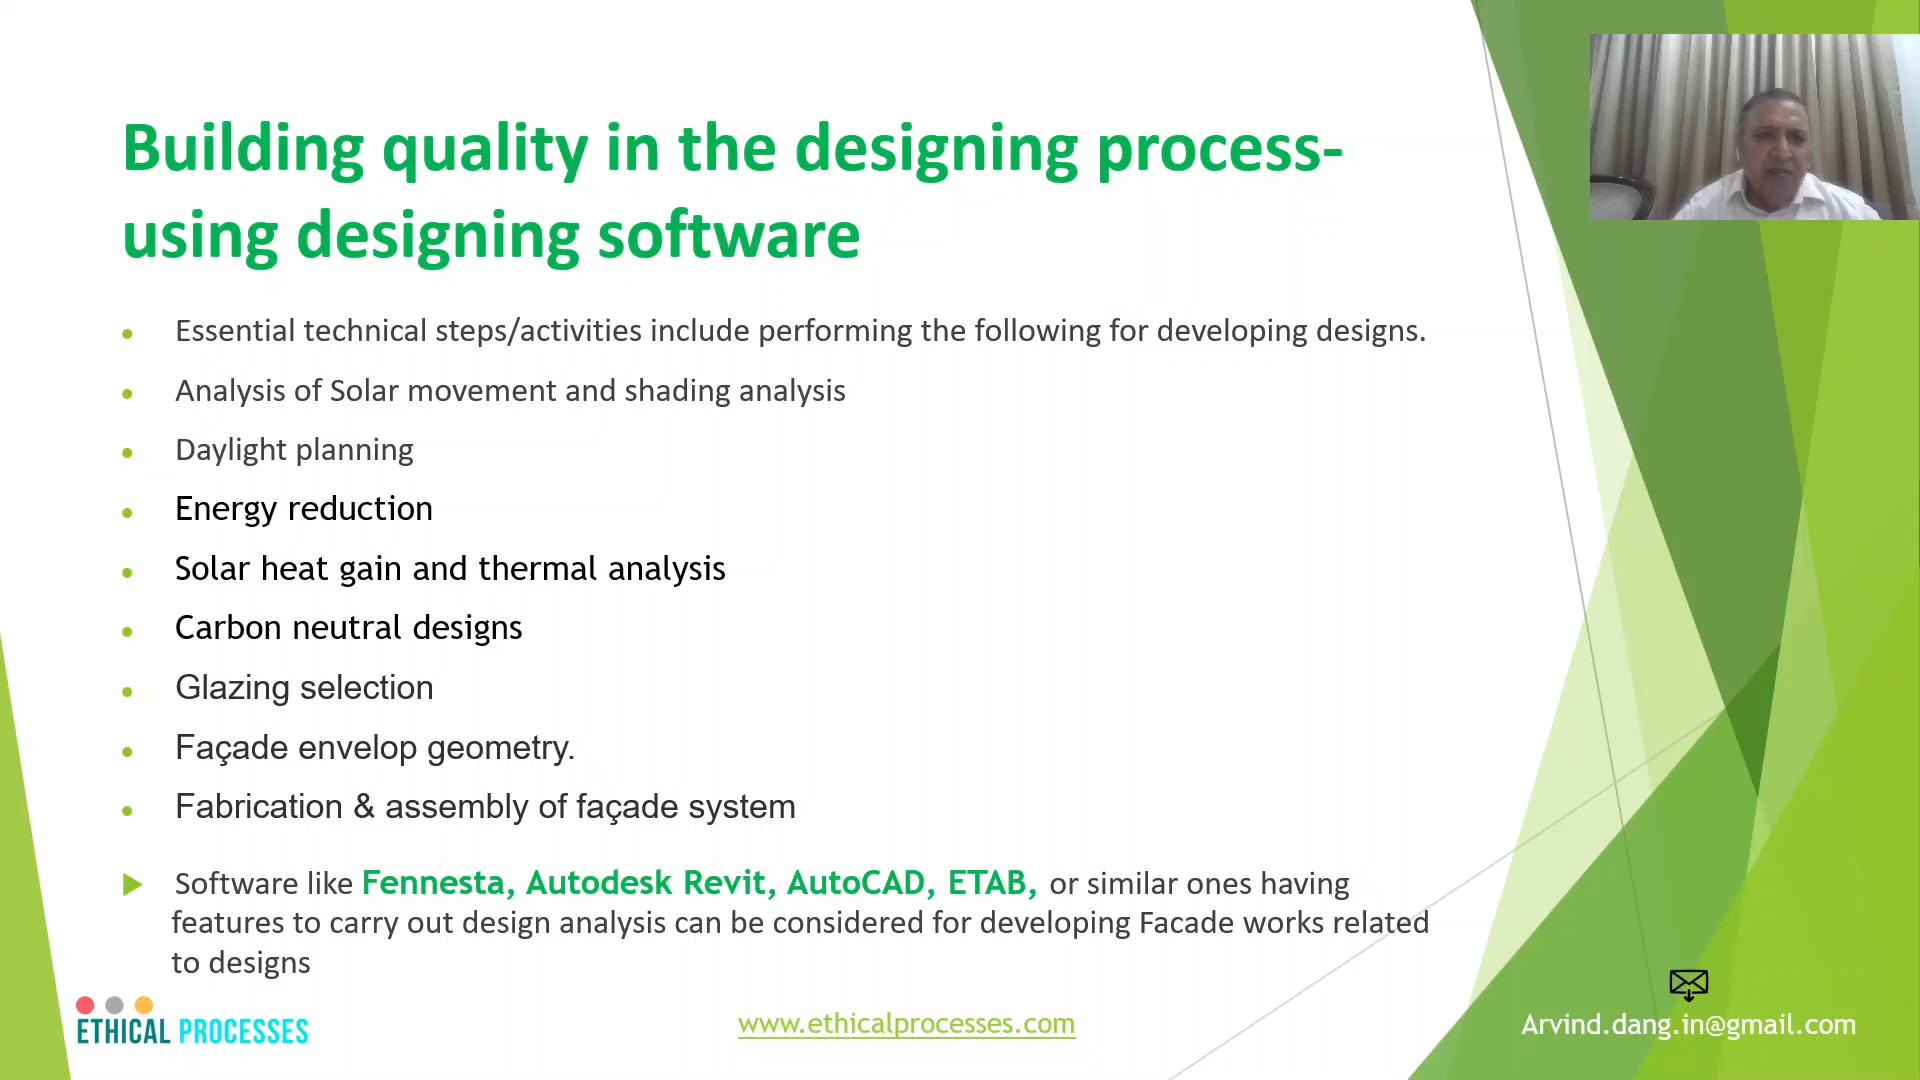 Building quality in the designing process-
using designing software
Essential technical steps/activities include performing the following for developing designs.
Analysis of Solar movement and shading analysis
Daylight planning
Energy reduction
Solar heat gain and thermal analysis
Carbon neutral designs
Glazing selection
Façade envelop geometry.
Fabrication & assembly of façade system
Software like Fennesta, Autodesk Revit, AutoCAD, ETAB, or similar ones having
features to carry out design analysis can be considered for developing Facade works related
to designs
ETHICAL PROCESSES
www.ethicalprocesses.com
Arvind.dang.in@gmail.com